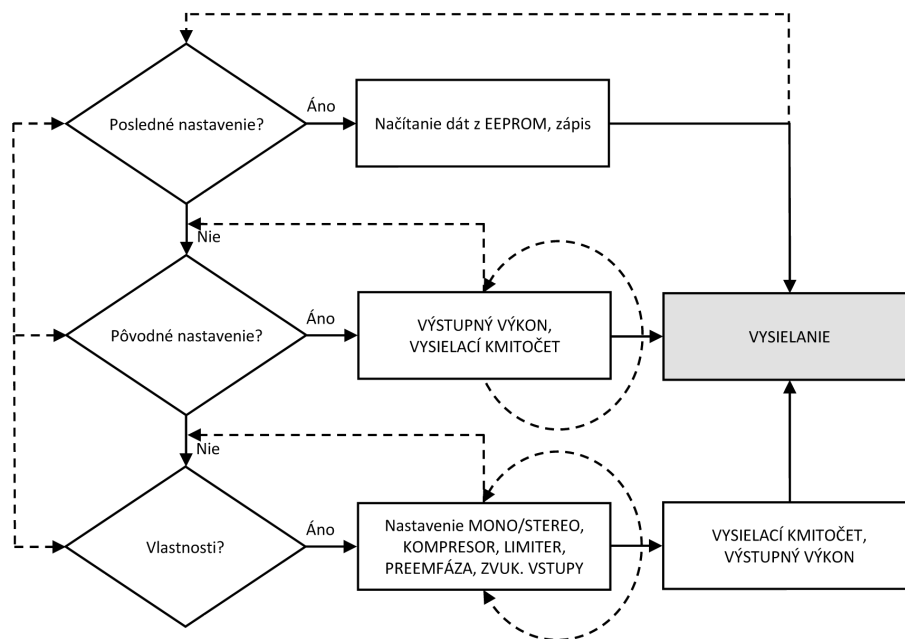 Posledné nastavenie?
Áno
Načítanie dát z EEPROM, zápis
Nie
Pôvodné nastavenie?
Áno
VÝSTUPNÝ VÝKON,
VYSIELACÍ KMITOČET
VYSIELANIE
Nie
Vlastnosti?
Áno
Nastavenie MONO/STEREO,
KOMPRESOR, LIMITER,
PREEMFÁZA, ZVUK. VSTUPY
VYSIELACÍ KMITOČET,
VÝSTUPNÝ VÝKON